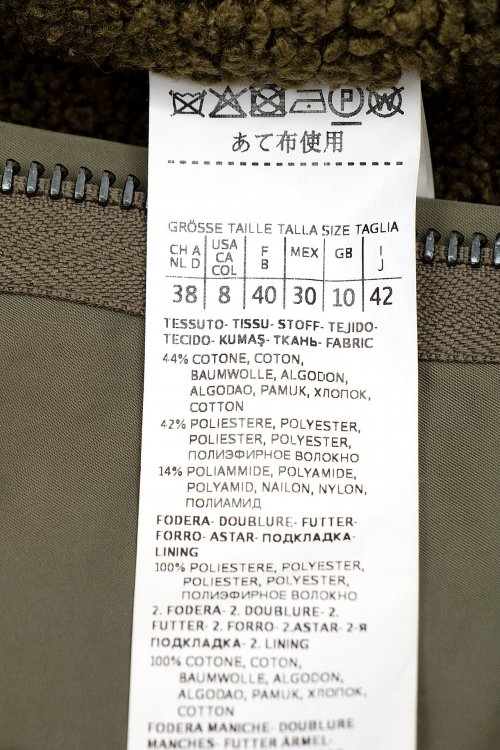 あて布使用
GRÖSSE TAILLE TALLA SIZE TAGLIA
CH A NL D USA CA COL F B MEX GB I J
38 8 40 30 10 42
TESSUTO- TISSU- STOFF- TEJIDO-
TECIDO- KUMAŞ- ТКАНЬ- FABRIC
44% COTONE, COTON,
BAUMWOLLE, ALGODON,
ALGODAO, PAMUK, ХЛОПОК,
COTTON
42% POLIESTERE, POLYESTER,
POLIESTER, POLYESTER,
ПОЛИЭФИРНОЕ ВОЛОКНО
14% POLIAMMIDE, POLYAMIDE,
POLYAMID, NAILON, NYLON,
ПОЛИАМИД
FODERA- DOUBLURE- FUTTER-
FORRO- ASTAR- ПОДКЛАДКА-
LINING
100% POLIESTERE, POLYESTER,
POLIESTER, POLYESTER,
ПОЛИЭФИРНОЕ ВОЛОКНО
2. FODERA- 2. DOUBLURE- 2.
FUTTER- 2. FORRO- 2.ASTAR- 2-Я
ПОДКЛАДКА- 2. LINING
100% COTONE, COTON,
BAUMWOLLE, ALGODON,
ALGODAO, PAMUK, ХЛОПОК,
COTTON
FODERA MANICHE- DOUBLURE
MANCHES- FUTTER ÄRMEL-